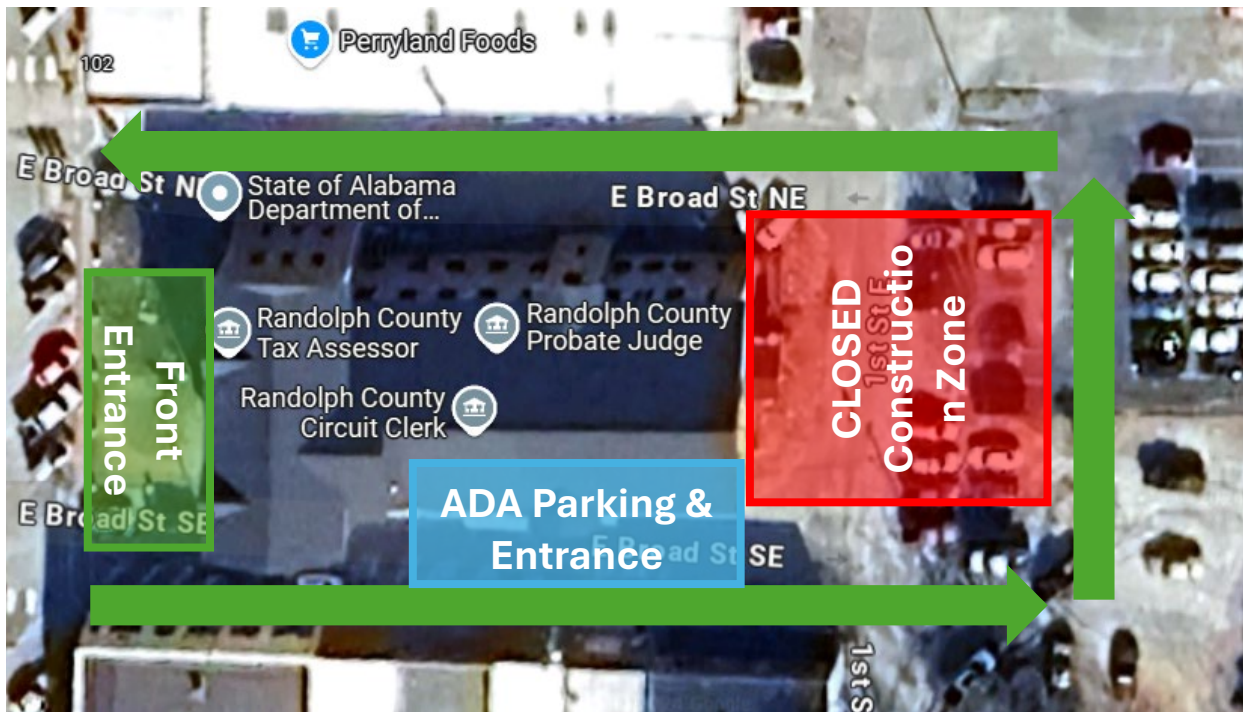 Perryland Foods
102
E Broad St N
State of Alabama
Department of...
E Broad St NE
Randolph County
Tax Assessor
Randolph County
Probate Judge
Randolph County
Circuit Clerk
Front
Entrance
CLOSED
Constructio
n Zone
1st St E
E Broad St SE
ADA Parking &
Entrance
E Broad St SE
1st S